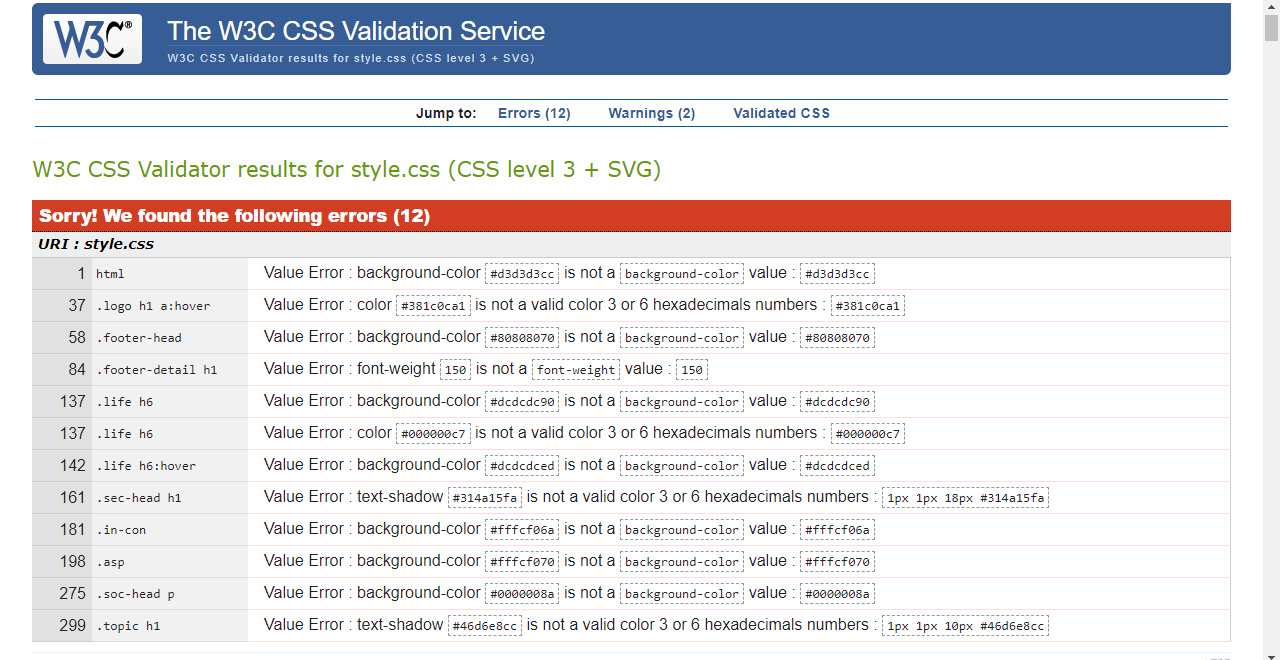 W3C®
The W3C CSS Validation Service
W3C CSS Validator results for style.css (CSS level 3 + SVG)
Jump to: Errors (12) Warnings (2) Validated CSS
W3C CSS Validator results for style.css (CSS level 3 + SVG)
Sorry! We found the following errors (12)
URI : style.css
1 html Value Error : background-color #d3d3d3cc is not a background-color value : #d3d3d3cc
37 .logo h1 a:hover Value Error : color #381c0ca1 is not a valid color 3 or 6 hexadecimals numbers : #381c0ca1
58 .footer-head Value Error : background-color #80808070 is not a background-color value : #80808070
84 .footer-detail h1 Value Error : font-weight 150 is not a font-weight value : 150
137 .life h6 Value Error : background-color #dcdcdc90 is not a background-color value : #dcdcdc90
137 .life h6 Value Error : color #000000c7 is not a valid color 3 or 6 hexadecimals numbers : #000000c7
142 .life h6:hover Value Error : background-color #dcdcdced is not a background-color value : #dcdcdced
161 .sec-head h1 Value Error : text-shadow #314a15fa is not a valid color 3 or 6 hexadecimals numbers : 1px 1px 18px #314a15fa
181 .in-con Value Error : background-color #fffcf06a is not a background-color value : #fffcf06a
198 .asp Value Error : background-color #fffcf070 is not a background-color value : #fffcf070
275 .soc-head p Value Error : background-color #0000008a is not a background-color value : #0000008a
299 .topic h1 Value Error : text-shadow #46d6e8cc is not a valid color 3 or 6 hexadecimals numbers : 1px 1px 10px #46d6e8cc